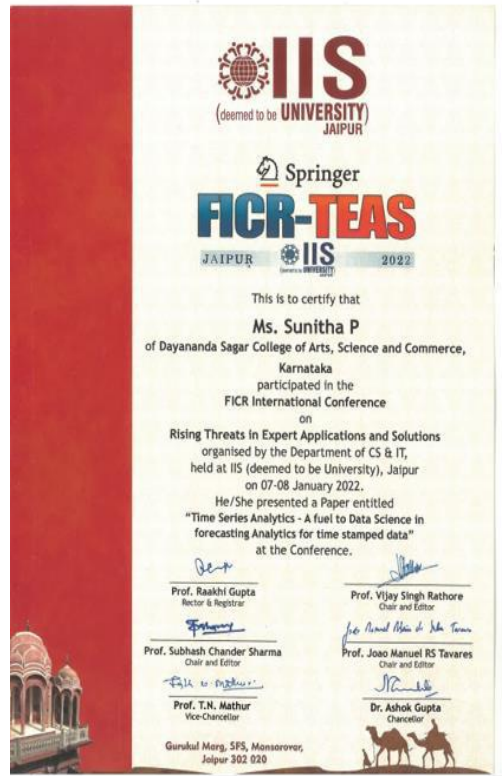 IIS
(deemed to be UNIVERSITY)
JAIPUR
Springer
FICR-TEAS
JAIPUR
IIS
(deemed to be UNIVERSITY)
2022
This is to certify that
Ms. Sunitha P
of Dayananda Sagar College of Arts, Science and Commerce,
Karnataka
participated in the
FICR International Conference
on
Rising Threats in Expert Applications and Solutions
organised by the Department of CS & IT,
held at IIS (deemed to be University), Jaipur
on 07-08 January 2022.
He/She presented a Paper entitled
"Time Series Analytics - A fuel to Data Science in
forecasting Analytics for time stamped data"
at the Conference.
Prof. Raakhi Gupta
Rector & Registrar
Prof. Vijay Singh Rathore
Chair and Editor
Prof. Subhash Chander Sharma
Chair and Editor
Prof. Joao Manuel RS Tavares
Chair and Editor
Prof. T.N. Mathur
Vice-Chancellor
Dr. Ashok Gupta
Chancellor
Gurukul Marg, SFS, Mansarovar,
Jaipur 302 020